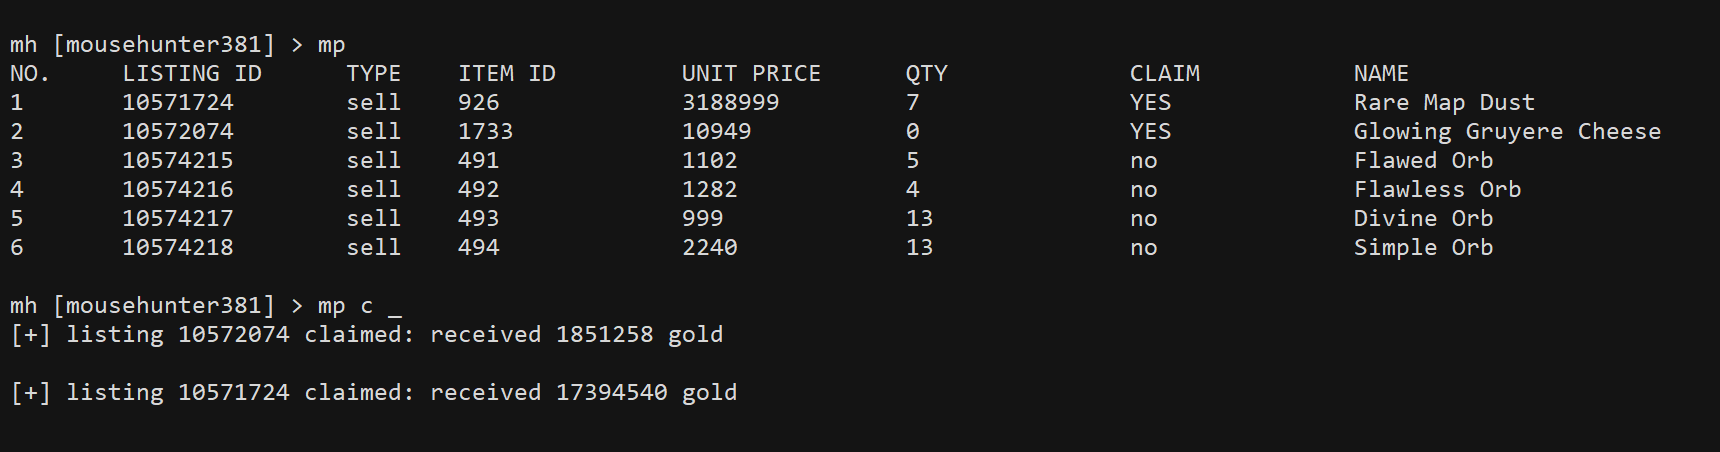 mh [mousehunter381] > mp
NO. LISTING ID TYPE ITEM ID UNIT PRICE QTY CLAIM NAME
1 10571724 sell 926 3188999 7 YES Rare Map Dust
2 10572074 sell 1733 10949 0 YES Glowing Gruyere Cheese
3 10574215 sell 491 1102 5 no Flawed Orb
4 10574216 sell 492 1282 4 no Flawless Orb
5 10574217 sell 493 999 13 no Divine Orb
6 10574218 sell 494 2240 13 no Simple Orb
mh [mousehunter381] > mp c _
[+] listing 10572074 claimed: received 1851258 gold
[+] listing 10571724 claimed: received 17394540 gold